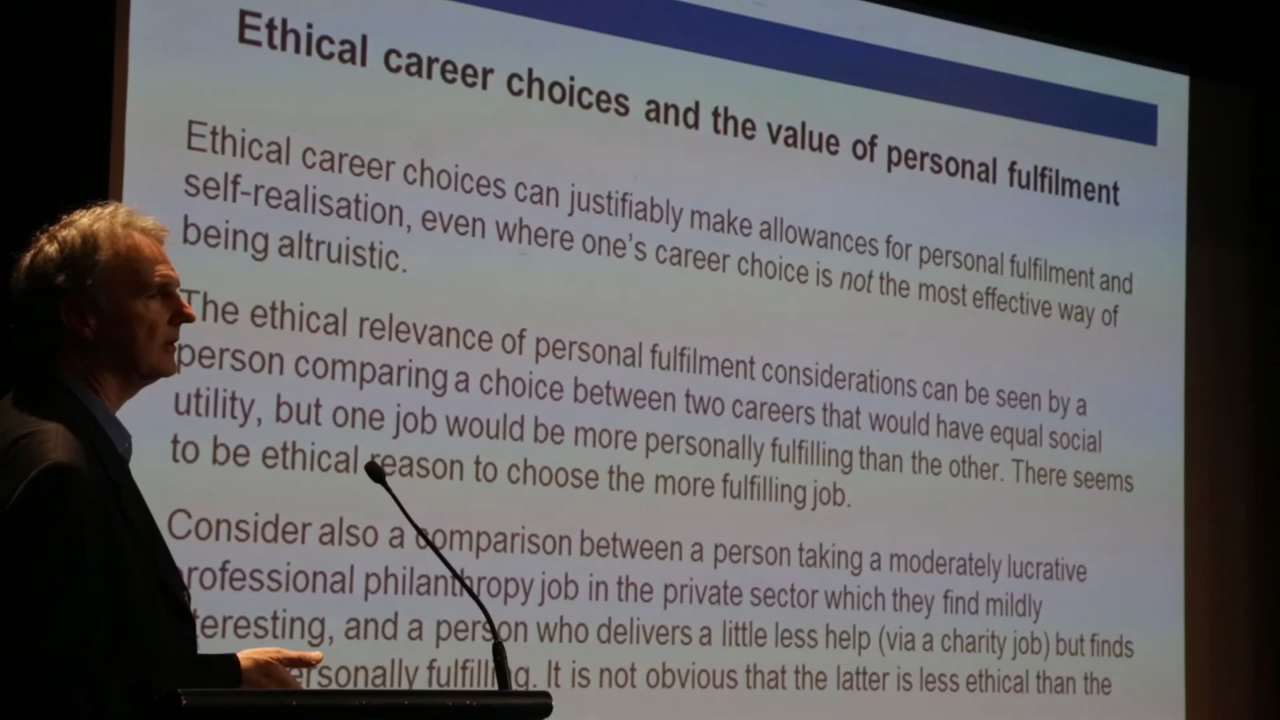 Ethical career choices and the value of personal fulfilment
Ethical career choices can justifiably make allowances for personal fulfilment and
self-realisation, even where one's career choice is not the most effective way of
being altruistic.
The ethical relevance of personal fulfilment considerations can be seen by a
person comparing a choice between two careers that would have equal social
utility, but one job would be more personally fulfilling than the other. There seems
to be ethical reason to choose the more fulfilling job.
Consider also a comparison between a person taking a moderately lucrative
rofessional philanthropy job in the private sector which they find mildly
teresting, and a person who delivers a little less help (via a charity job) but finds
ersonally fulfilling. It is not obvious that the latter is less ethical than the